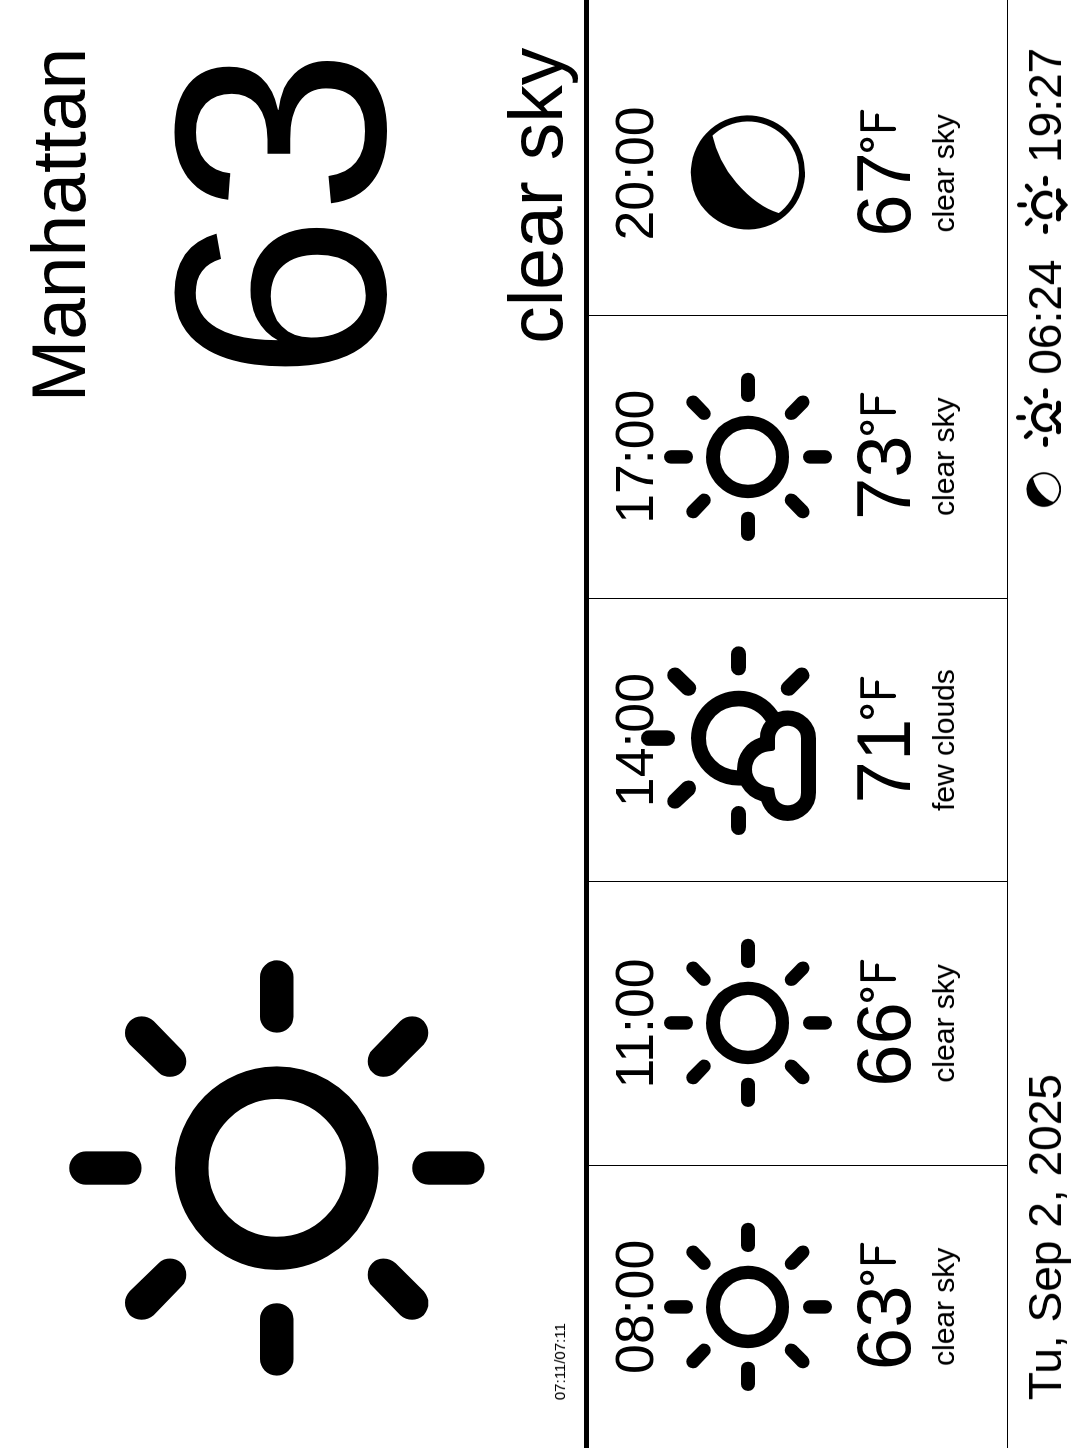 Manhattan
63
clear sky
07:11/07:11
08:00
63°F
clear sky
11:00
66°F
clear sky
14:00
71°F
few clouds
17:00
73°F
clear sky
20:00
67°F
clear sky
Tu, Sep 2, 2025
06:24
19:27